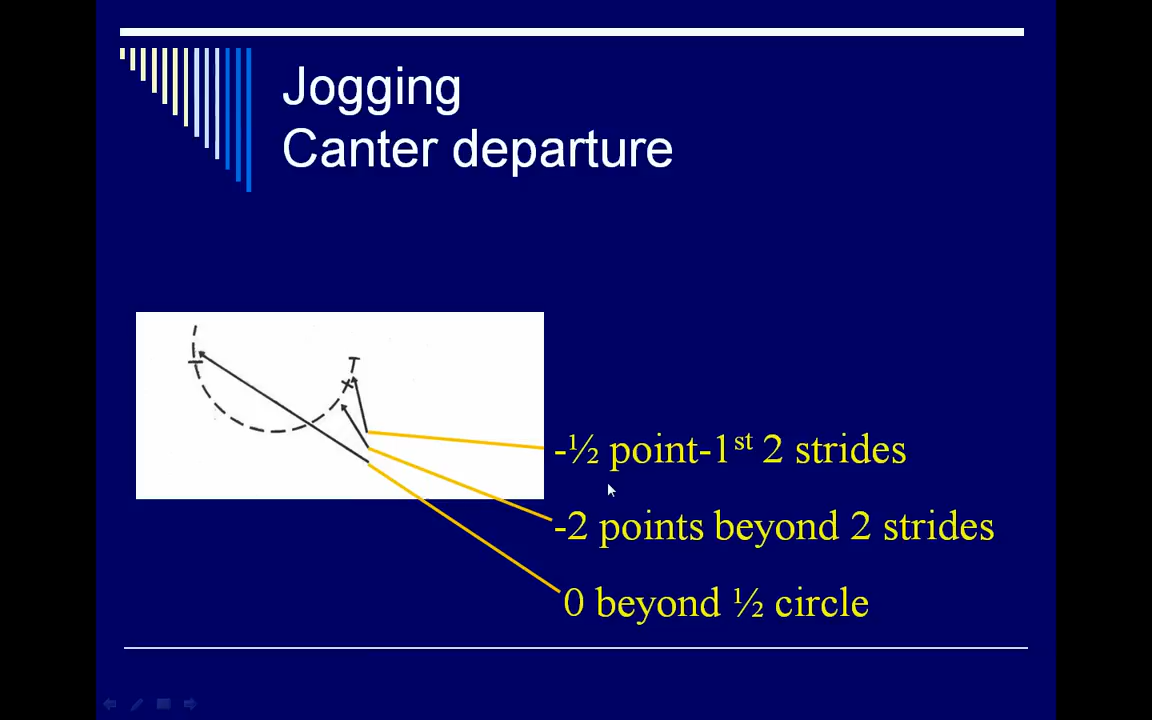 Jogging
Canter departure
-½ point-1st 2 strides
-2 points beyond 2 strides
0 beyond ½ circle